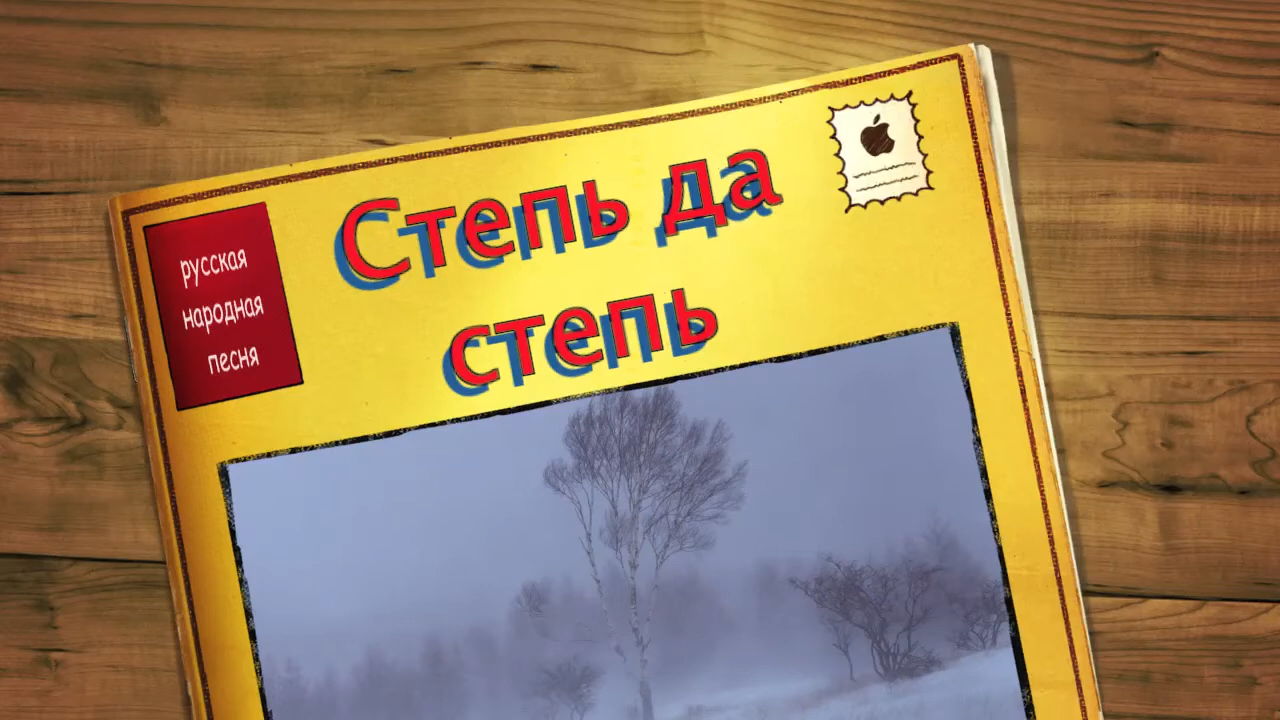 Степь да
степь
русская
народная
песня